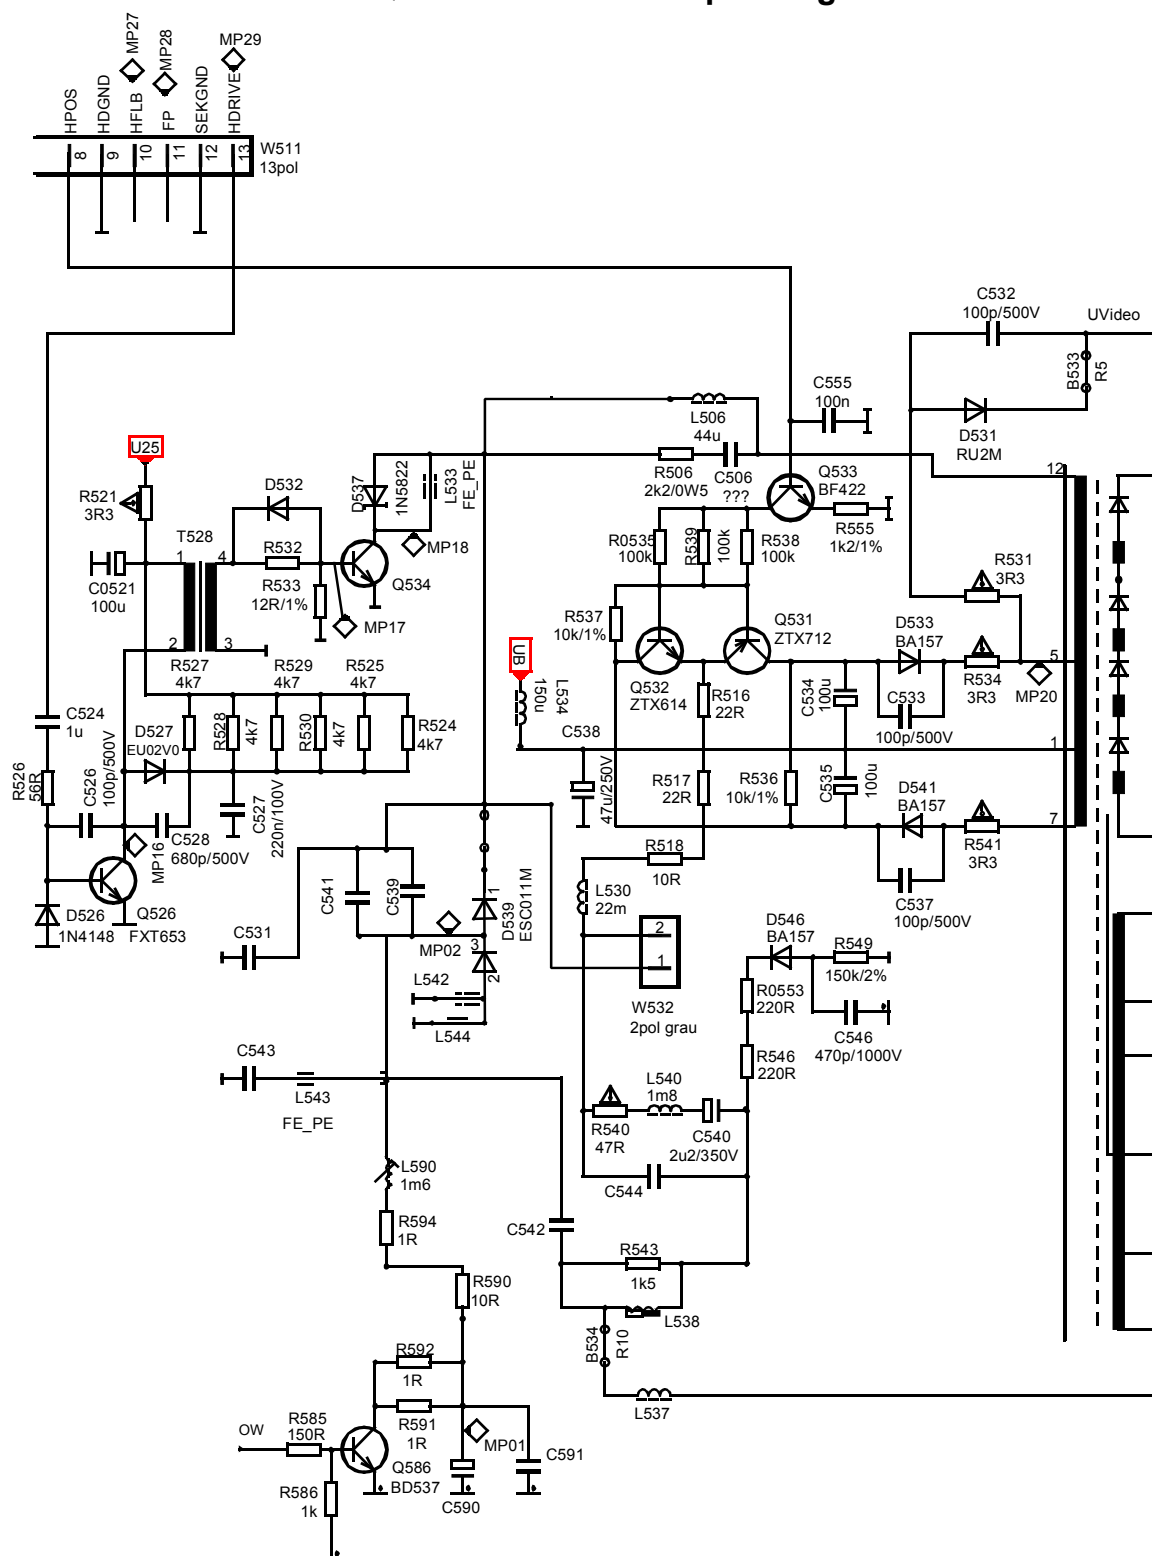 MP27
MP28
MP29
HPOS
HDGND
HFLB
FP
SEKGND
HDRIVE
8
9
10
11
12
13
W511
13pol
C532
100p/500V
UVideo
B533
R5
C555
100n
L506
44u
D531
RU2M
U25
R521
3R3
D532
D537
1N5822
L533
FE_PE
R506
2k2/0W5
C506
???
Q533
BF422
12
R555
1k2/1%
T528
1
4
R532
MP18
R0535
100k
R539
100k
R538
100k
R531
3R3
C0521
100u
R533
12R/1%
Q534
R537
10k/1%
Q531
ZTX712
D533
BA157
2
3
MP17
UB
L534
150u
Q532
ZTX614
R516
22R
C534
100u
C533
100p/500V
R534
3R3
5
MP20
R527
4k7
R529
4k7
R525
4k7
C524
1u
D527
EU02V0
R528
4k7
R530
4k7
R524
4k7
C538
47u/250V
1
R526
56R
C526
100p/500V
C527
220n/100V
R517
22R
R536
10k/1%
C535
100u
D541
BA157
7
C528
680p/500V
MP16
R518
10R
R541
3R3
C541
C539
1
D539
ESC011M
L530
22m
C537
100p/500V
D526
1N4148
Q526
FXT653
C531
MP02
3
2
2
1
D546
BA157
R549
150k/2%
L542
W532
2pol grau
R0553
220R
C546
470p/1000V
L544
C543
L543
FE_PE
R546
220R
L540
1m8
R540
47R
C540
2u2/350V
L590
1m6
C544
R594
1R
C542
R543
1k5
R590
10R
L538
B534
R10
R592
1R
L537
OW
R585
150R
R591
1R
MP01
C591
Q586
BD537
C590
R586
1k